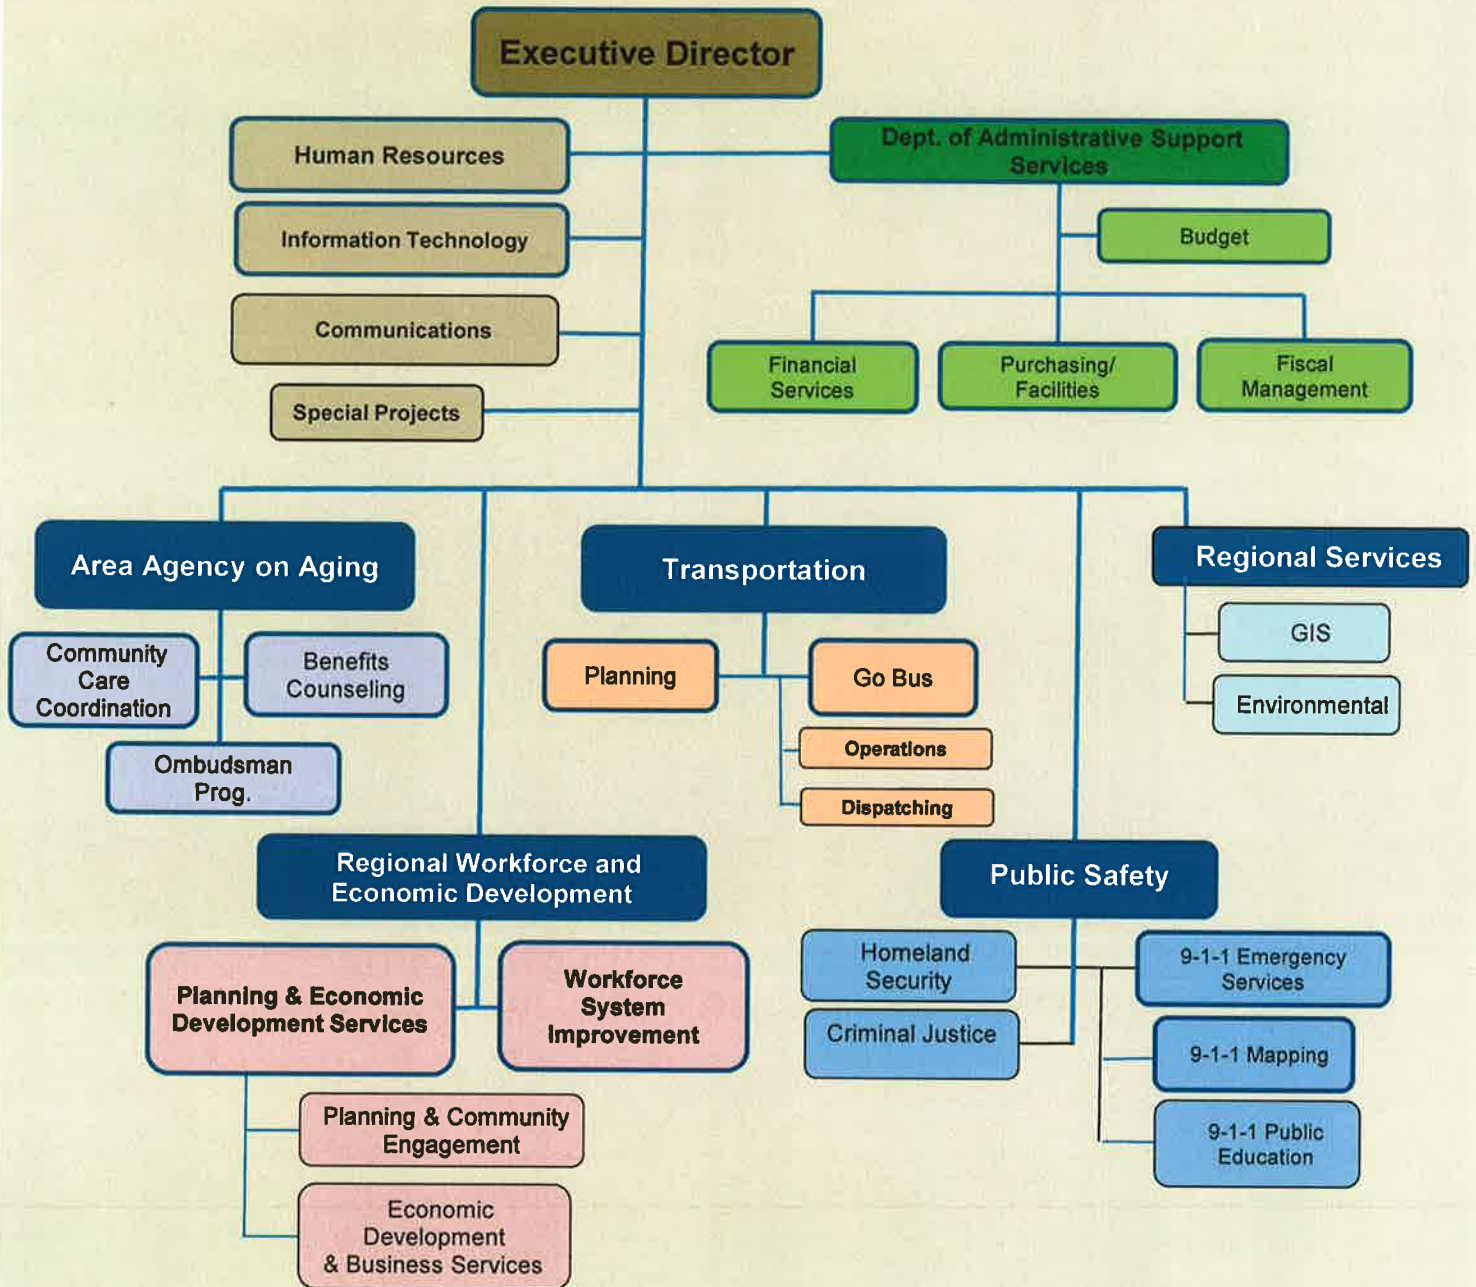 Executive Director
Human Resources
Dept. of Administrative Support
Services
Information Technology
Budget
Communications
Financial
Services
Purchasing/
Facilities
Fiscal
Management
Special Projects
Area Agency on Aging
Transportation
Regional Services
Community
Care
Coordination
Benefits
Counseling
Ombudsman
Prog.
Planning
Go Bus
Operations
Dispatching
GIS
Environmental
Regional Workforce and
Economic Development
Public Safety
Planning & Economic
Development Services
Workforce
System
Improvement
Planning & Community
Engagement
Economic
Development
& Business Services
Homeland
Security
Criminal Justice
9-1-1 Emergency
Services
9-1-1 Mapping
9-1-1 Public
Education